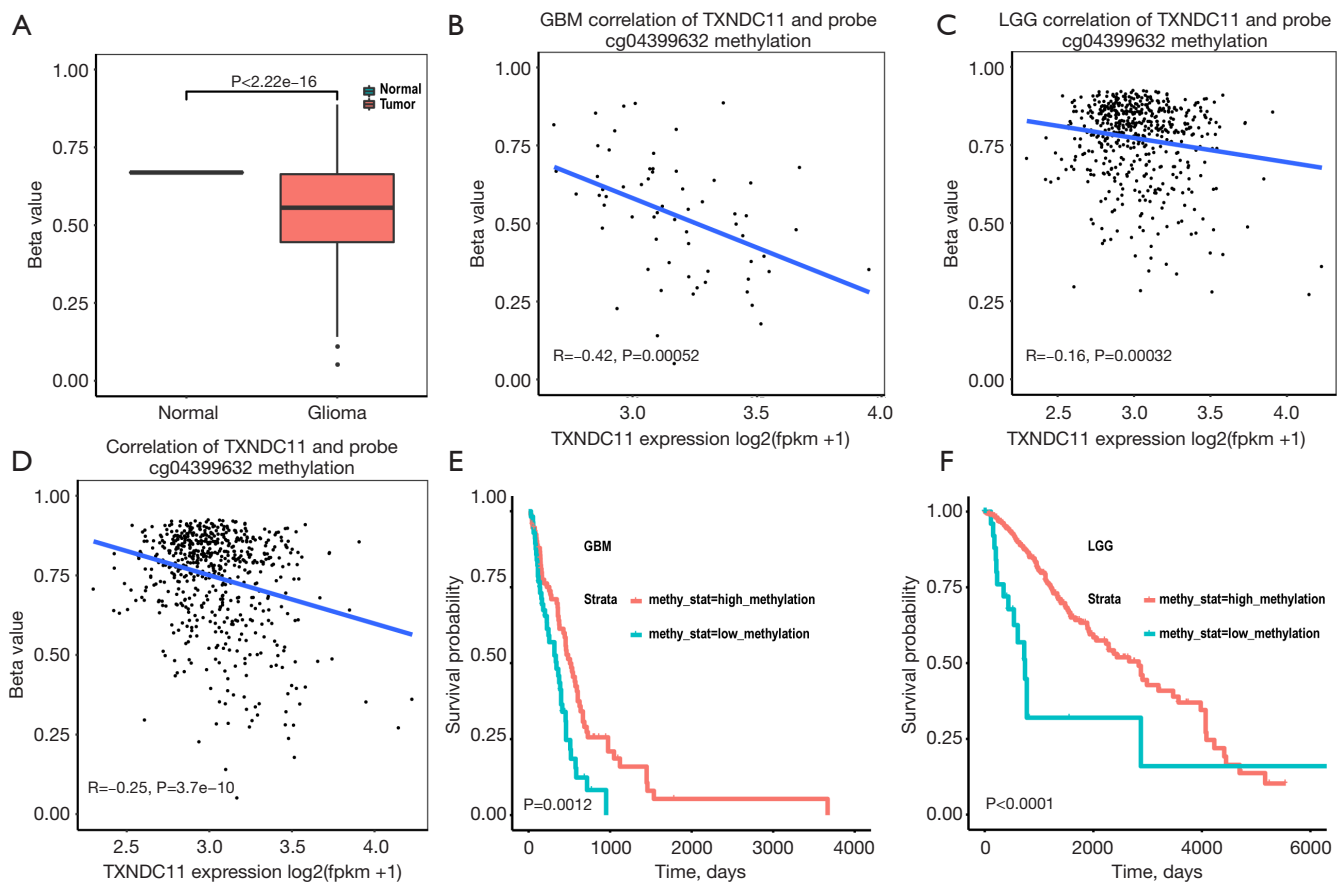 A
1.00
0.75
0.50
0.25
0.00
Beta value
P<2.22e−16
Normal
Tumor
Normal
Glioma
B
GBM correlation of TXNDC11 and probe
cg04399632 methylation
1.00
0.75
0.50
0.25
0.00
Beta value
R=−0.42, P=0.00052
3.0
3.5
4.0
TXNDC11 expression log2(fpkm +1)
C
LGG correlation of TXNDC11 and probe
cg04399632 methylation
1.00
0.75
0.50
0.25
0.00
Beta value
R=−0.16, P=0.00032
2.5
3.0
3.5
4.0
TXNDC11 expression log2(fpkm +1)
D
Correlation of TXNDC11 and probe
cg04399632 methylation
1.00
0.75
0.50
0.25
0.00
Beta value
R=−0.25, P=3.7e−10
2.5
3.0
3.5
4.0
TXNDC11 expression log2(fpkm +1)
E
1.00
0.75
0.50
0.25
0.00
Survival probability
GBM
Strata
methy_stat=high_methylation
methy_stat=low_methylation
P=0.0012
0
1000
2000
3000
4000
Time, days
F
1.00
0.75
0.50
0.25
0.00
Survival probability
LGG
Strata
methy_stat=high_methylation
methy_stat=low_methylation
P<0.0001
0
2000
4000
6000
Time, days